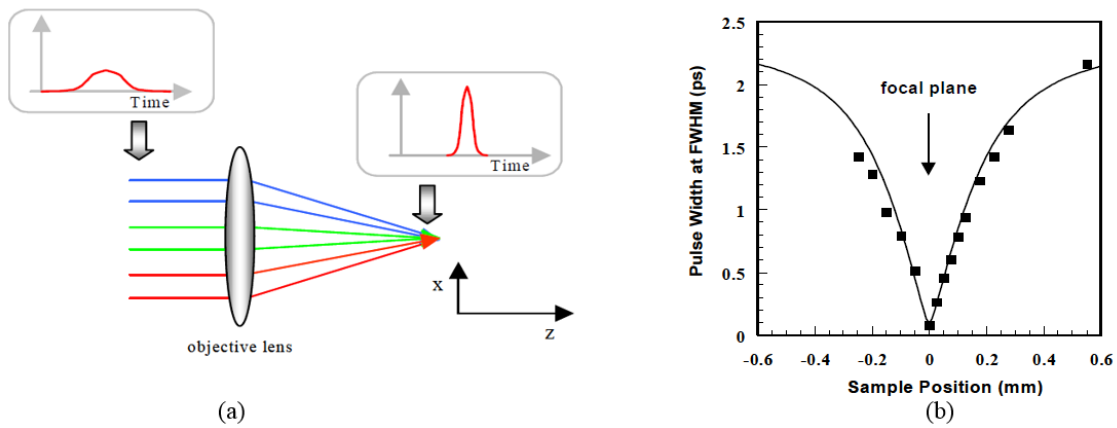 Time
Time
objective lens
x
z
(a)
Pulse Width at FWHM (ps)
2.5
2
1.5
1
0.5
0
focal plane
-0.6 -0.4 -0.2 0 0.2 0.4 0.6
Sample Position (mm)
(b)